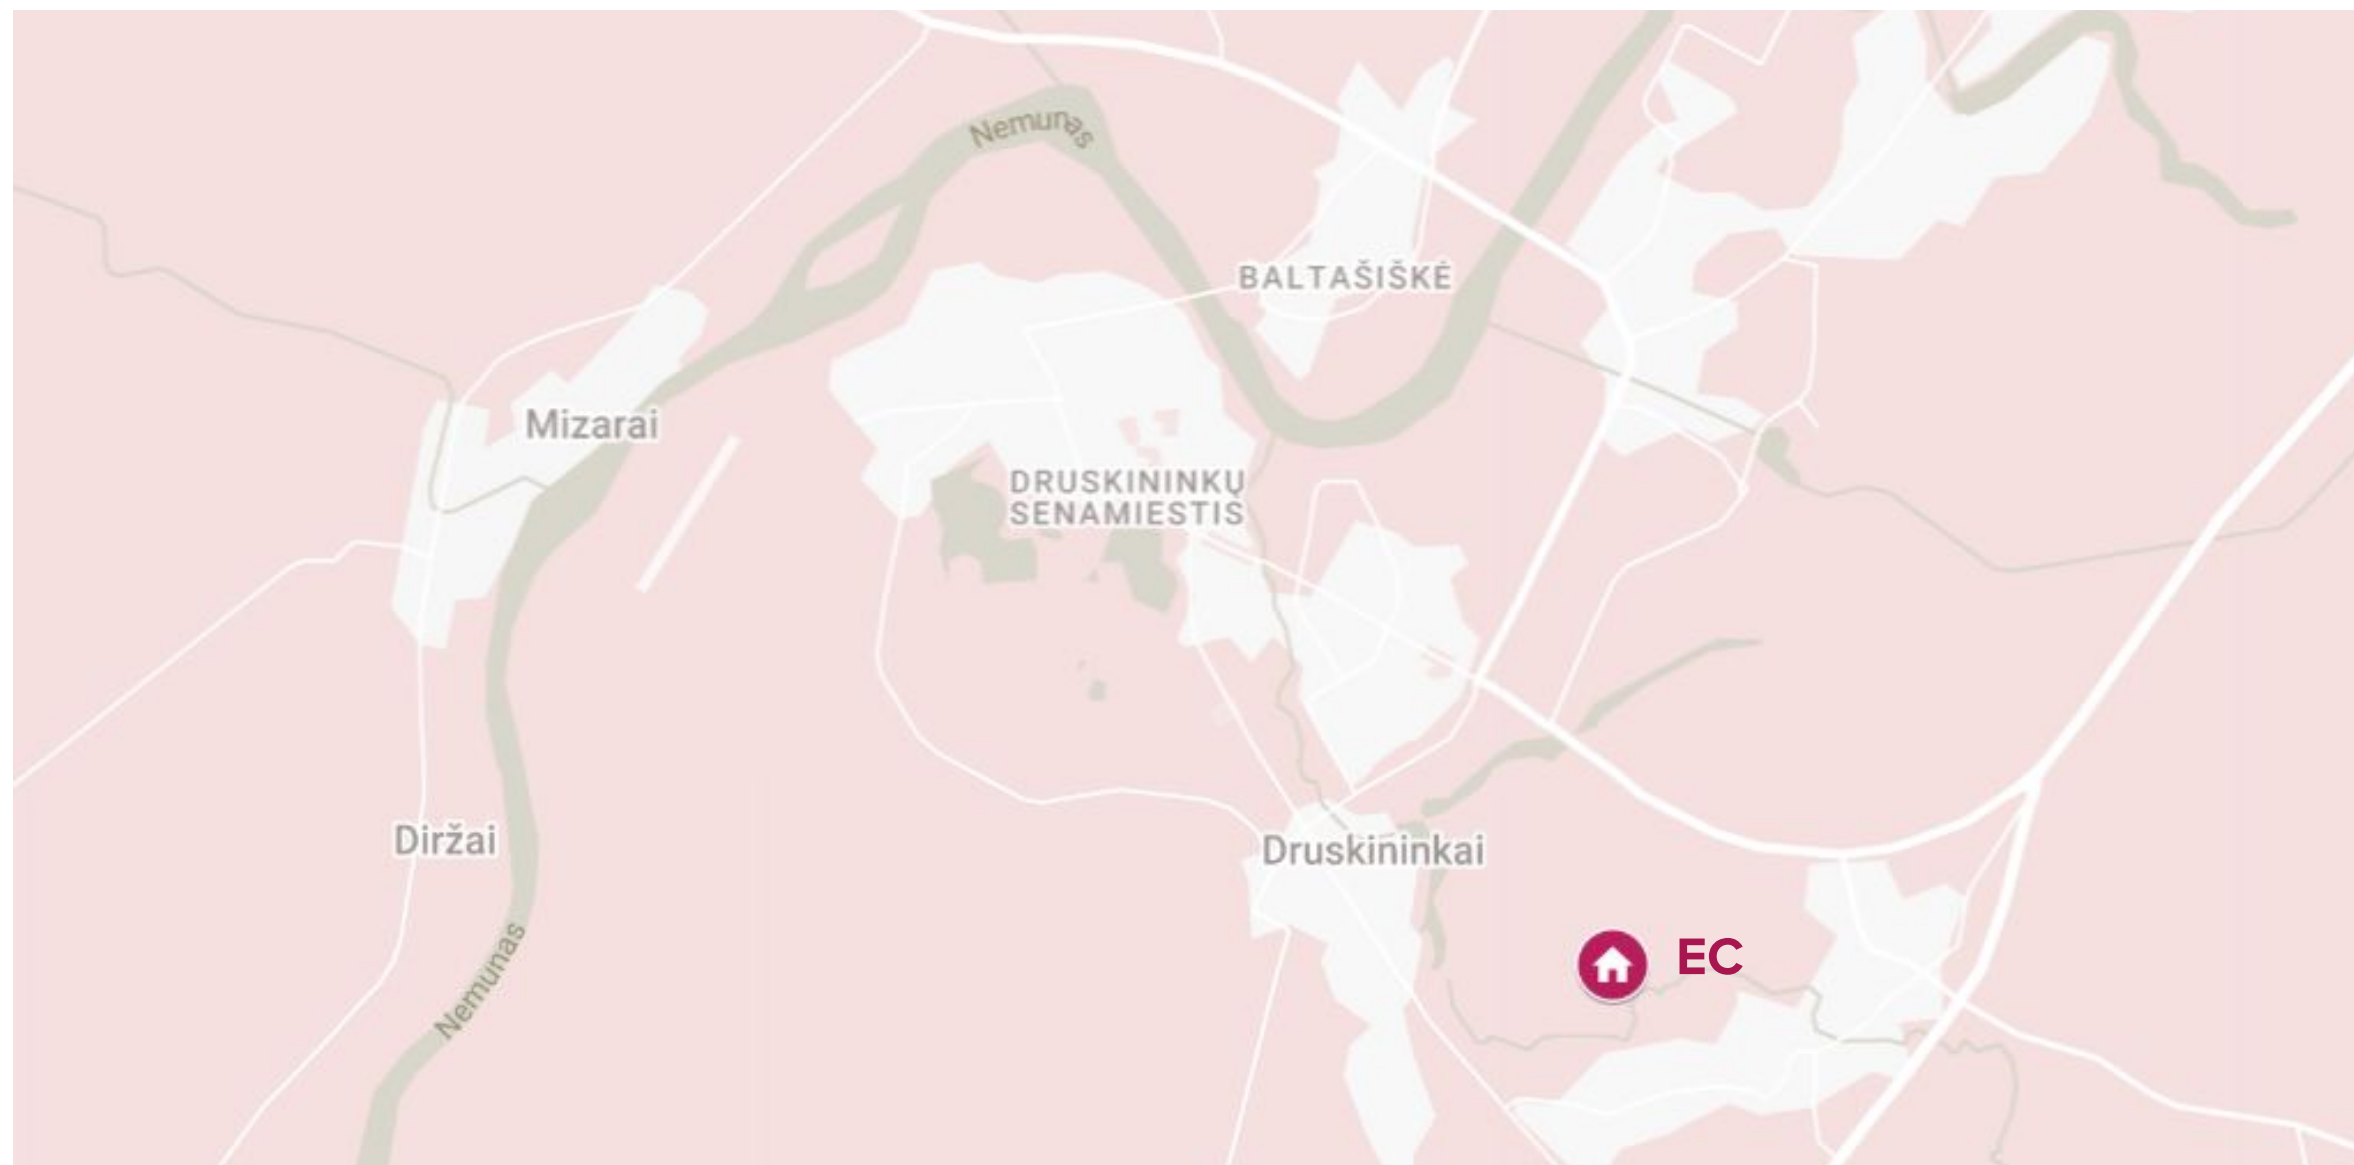 Nemunas
BALTAŠIŠKĖ
Mizarai
DRUSKININKŲ
SENAMIESTIS
Diržai
Druskininkai
EC
Nemunas